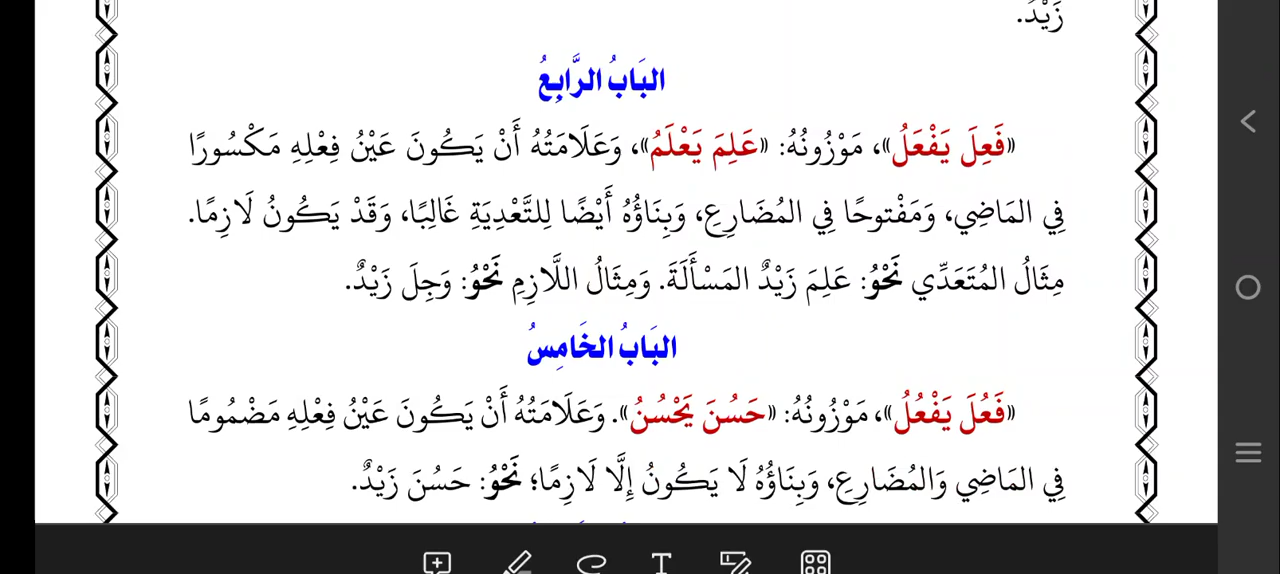 زَيْدٌ.
البَابُ الرَّابِعُ
«فَعِلَ يَفْعَلُ»، مَوْزُونُهُ: «عَلِمَ يَعْلَمُ»، وَعَلَامَتُهُ أَنْ يَكُونَ عَيْنُ فِعْلِهِ مَكْسُورًا
فِي المَاضِي، وَمَفْتوحًا فِي المُضَارِعِ، وَبِنَاؤُهُ أَيْضًا لِلتَّعْدِيَةِ غَالِبًا، وَقَدْ يَكُونُ لَازِمًا.
مِثَالُ المُتَعَدِّي نَحْوُ: عَلِمَ زَيْدٌ المَسْأَلَةَ. وَمِثَالُ اللَّازِمِ نَحْوُ: وَجِلَ زَيْدٌ.
البَابُ الخَامِسُ
«فَعُلَ يَفْعُلُ»، مَوْزُونُهُ: «حَسُنَ يَحْسُنُ». وَعَلَامَتُهُ أَنْ يَكُونَ عَيْنُ فِعْلِهِ مَضْمُومًا
فِي المَاضِي وَالمُضَارِعِ، وَبِنَاؤُهُ لَا يَكُونُ إِلَّا لَازِمًا؛ نَحْوُ: حَسُنَ زَيْدٌ.